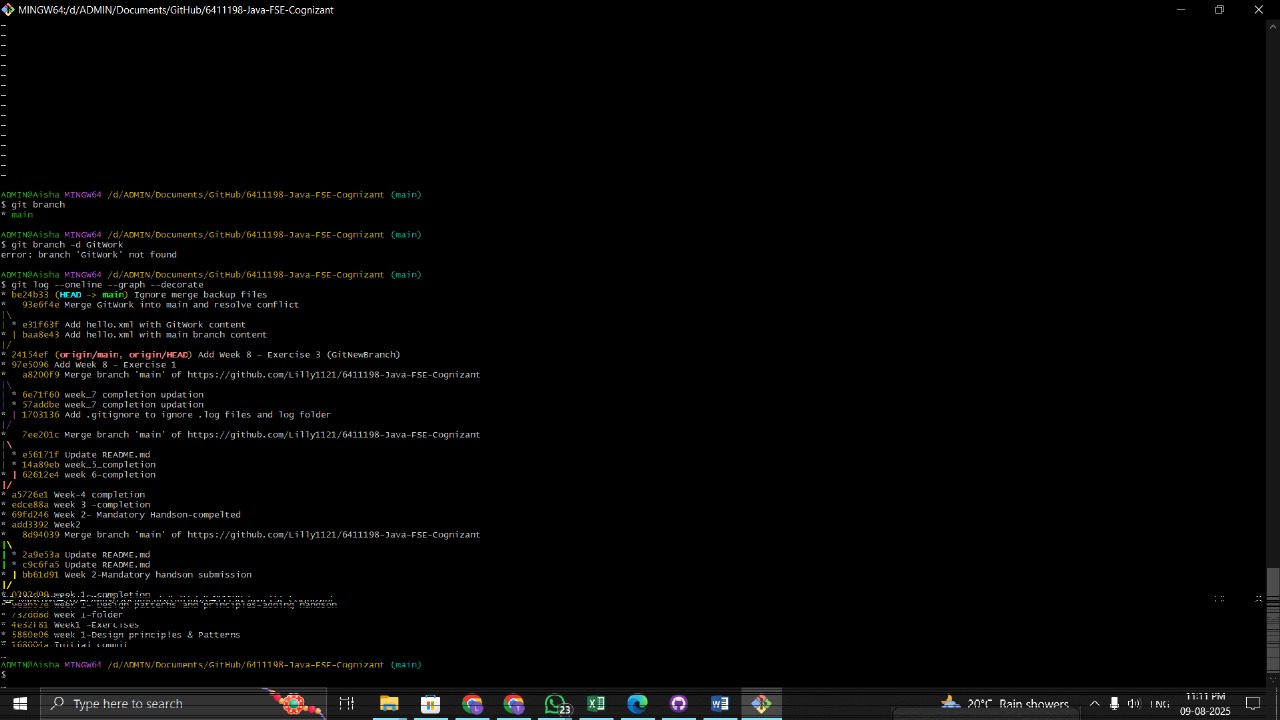 MINGW64:/d/ADMIN/Documents/GitHub/6411198-Java-FSE-Cognizant
ADMIN@Aisha MINGW64 /d/ADMIN/Documents/GitHub/6411198-Java-FSE-Cognizant (main)
$ git branch
* main
ADMIN@Aisha MINGW64 /d/ADMIN/Documents/GitHub/6411198-Java-FSE-Cognizant (main)
$ git branch -d GitWork
error: branch 'GitWork' not found
ADMIN@Aisha MINGW64 /d/ADMIN/Documents/GitHub/6411198-Java-FSE-Cognizant (main)
$ git log --oneline --graph --decorate
* be24b33 (HEAD -> main) Ignore merge backup files
*   93e6f4e Merge GitWork into main and resolve conflict
|\
| * e31f63f Add hello.xml with GitWork content
* | baa8e43 Add hello.xml with main branch content
|/
* 24154ef (origin/main, origin/HEAD) Add Week 8 - Exercise 3 (GitNewBranch)
* 97e5096 Add Week 8 - Exercise 1
*   a8200f9 Merge branch 'main' of https://github.com/Lilly1121/6411198-Java-FSE-Cognizant
|\
| * 6e71f60 week_7 completion updation
| * 57addbe week_7 completion updation
* | 1703136 Add .gitignore to ignore .log files and log folder
|/
*   7ee201c Merge branch 'main' of https://github.com/Lilly1121/6411198-Java-FSE-Cognizant
|\
| * e56171f Update README.md
| * 14a89eb week_5_completion
* | 62612e4 week 6-completion
|/
* a5726e1 Week-4 completion
* edce88a week 3 -completion
* 69fd246 Week 2- Mandatory Handson-compelted
* add3392 Week2
*   8d94039 Merge branch 'main' of https://github.com/Lilly1121/6411198-Java-FSE-Cognizant
|\
| * 2a9e53a Update README.md
| * c9c6fa5 Update README.md
* | bb61d91 Week 2-Mandatory handson submission
|/
week 1-completion
week 1- Design patterns and principles-adding handson
* 732dd8d week 1-folder
* 4e32f81 Week1 -Exercises
* 5860e06 week 1-Design principles & Patterns
Initial commit
ADMIN@Aisha MINGW64 /d/ADMIN/Documents/GitHub/6411198-Java-FSE-Cognizant (main)
$
Type here to search
23
20°C Rain showers
ENG
11:11 PM
09-08-2025